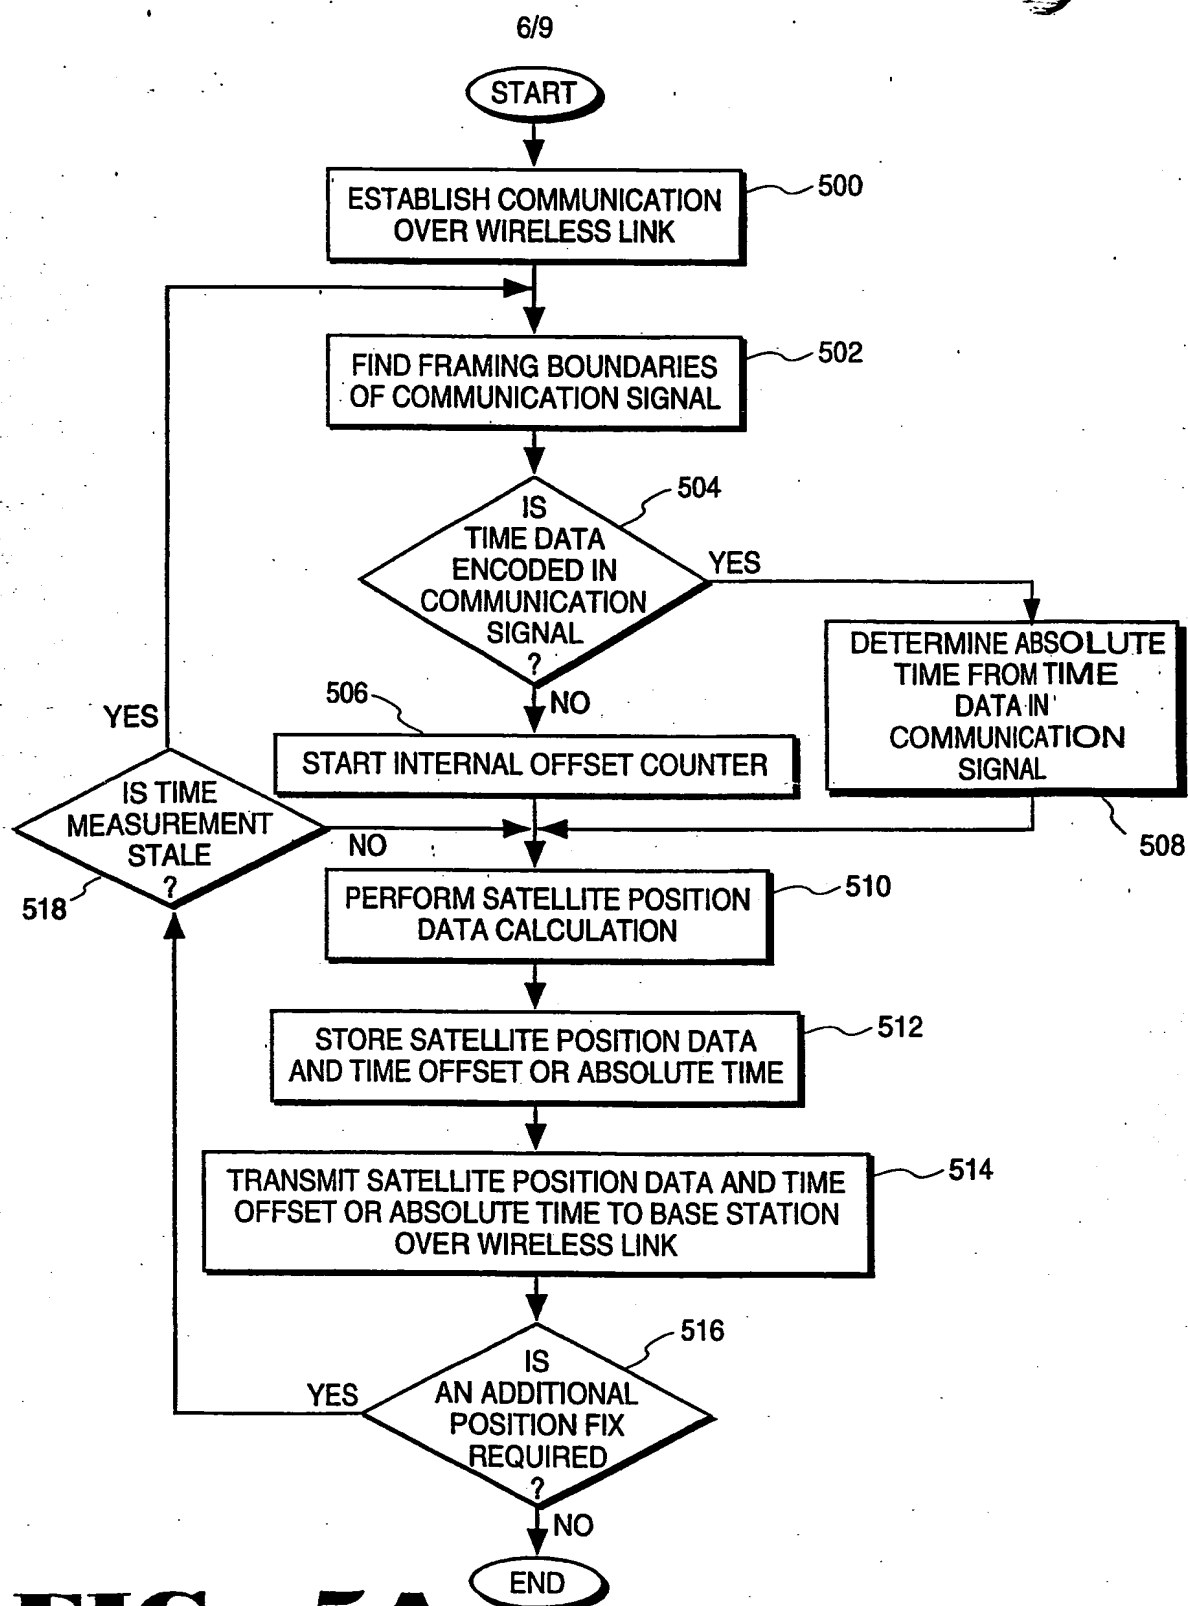 6/9
START
ESTABLISH COMMUNICATION
OVER WIRELESS LINK
500
FIND FRAMING BOUNDARIES
OF COMMUNICATION SIGNAL
502
IS
TIME DATA
ENCODED IN
COMMUNICATION
SIGNAL
?
504
YES
NO
DETERMINE ABSOLUTE
TIME FROM TIME
DATA IN
COMMUNICATION
SIGNAL
508
506
START INTERNAL OFFSET COUNTER
YES
IS TIME
MEASUREMENT
STALE
?
518
NO
PERFORM SATELLITE POSITION
DATA CALCULATION
510
STORE SATELLITE POSITION DATA
AND TIME OFFSET OR ABSOLUTE TIME
512
TRANSMIT SATELLITE POSITION DATA AND TIME
OFFSET OR ABSOLUTE TIME TO BASE STATION
OVER WIRELESS LINK
514
IS
AN ADDITIONAL
POSITION FIX
REQUIRED
?
516
YES
NO
END
FIG. 5A